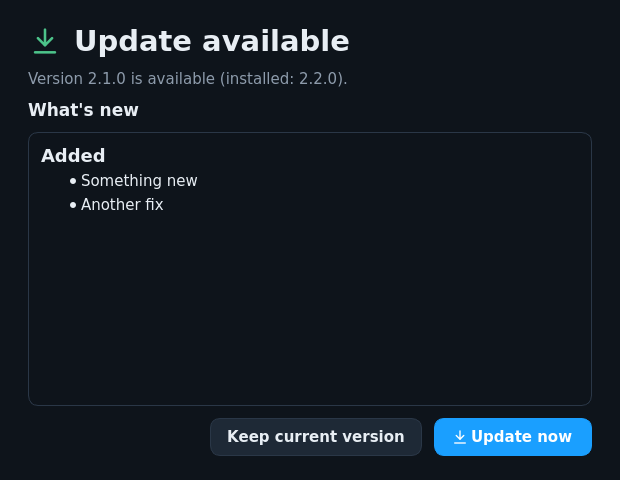 Update available
Version 2.1.0 is available (installed: 2.2.0).
What's new
Added
• Something new
• Another fix
Keep current version
Update now